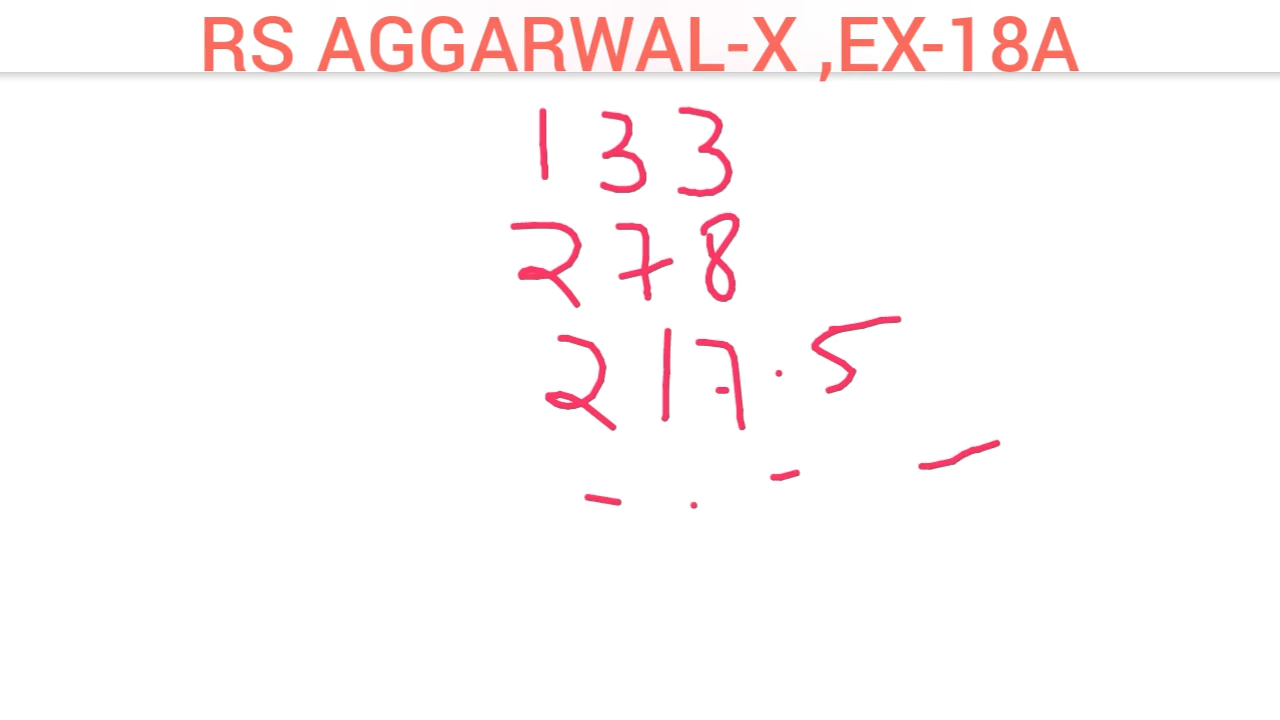 RS AGGARWAL-X ,EX-18A
133
278
217.5
- . - -